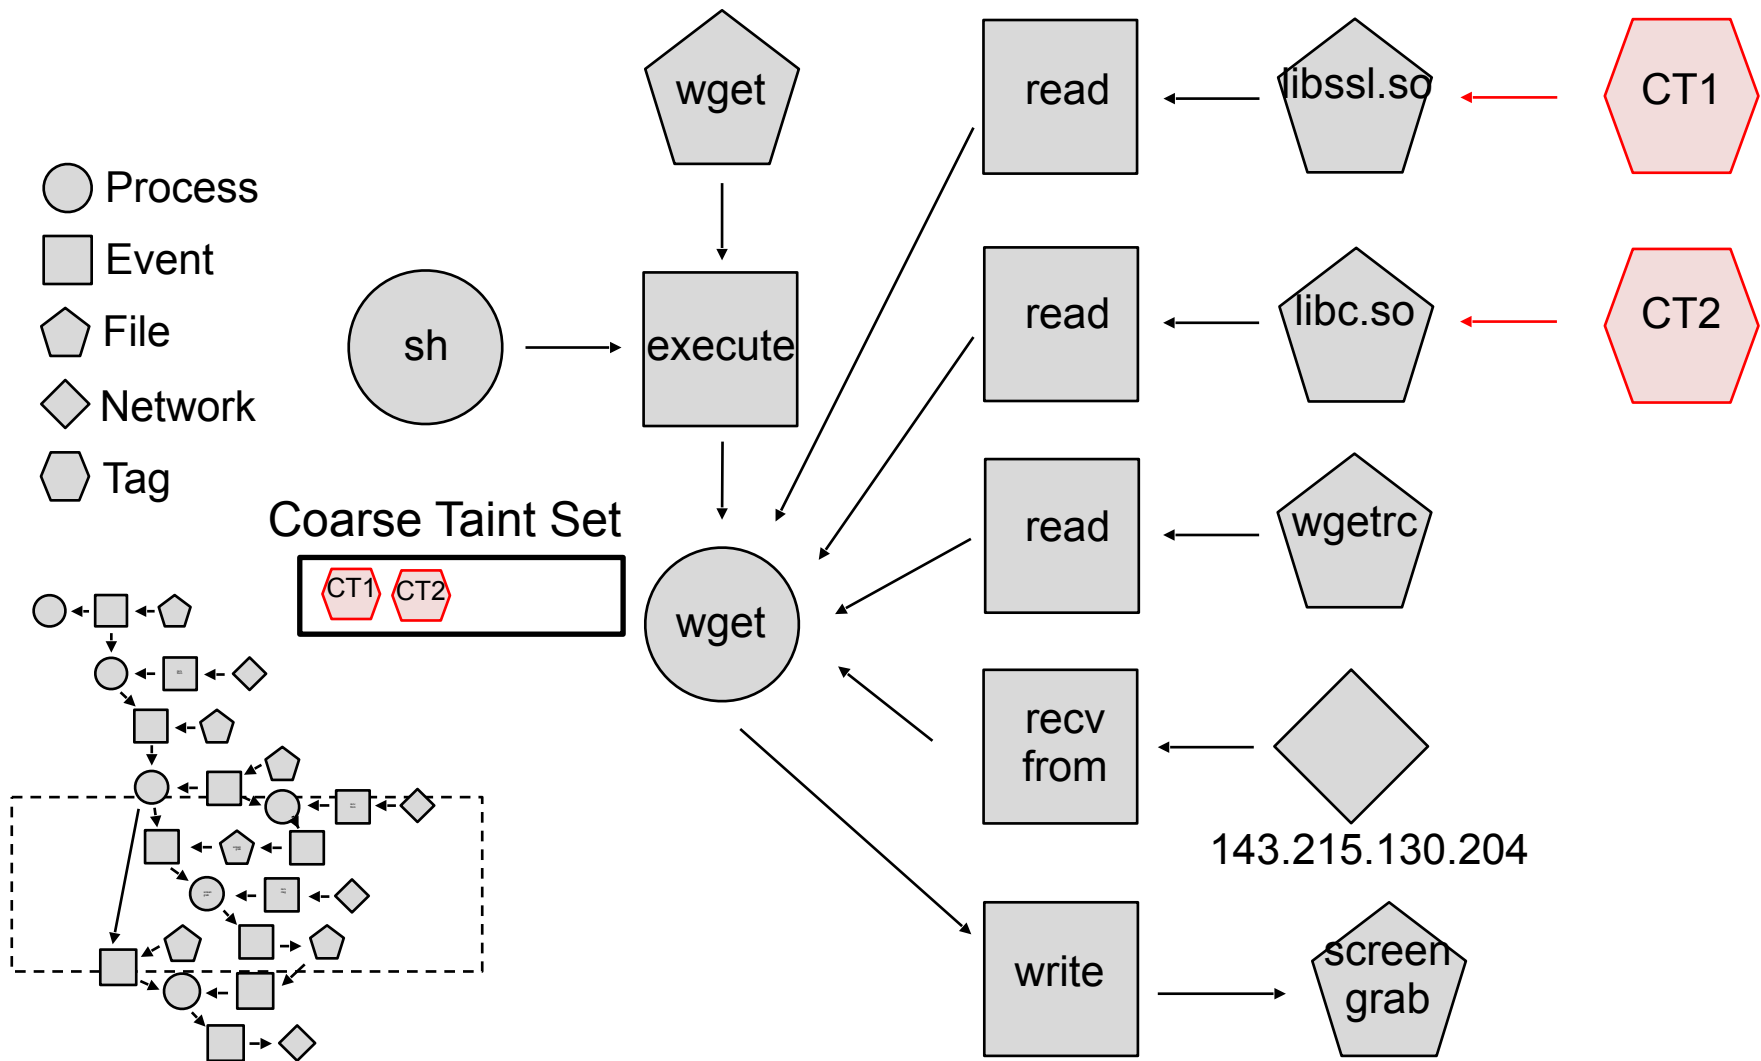 wget
read
libssl.so
CT1
Process
Event
File
Network
Tag
sh
execute
read
libc.so
CT2
Coarse Taint Set
CT1
CT2
wget
read
wgetrc
recv
from
143.215.130.204
write
screen
grab